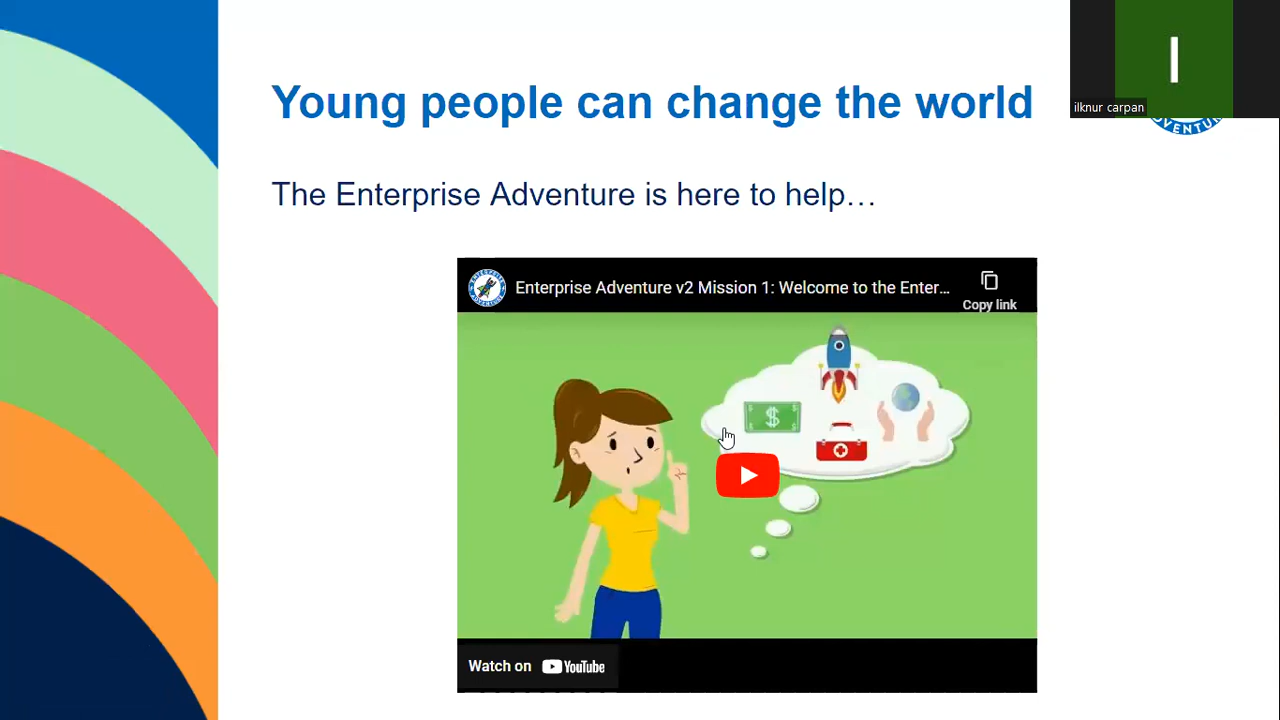 Young people can change the world
I
ilknur carpan
The Enterprise Adventure is here to help…
Enterprise Adventure v2 Mission 1: Welcome to the Enter...
Copy link
$
Watch on YouTube